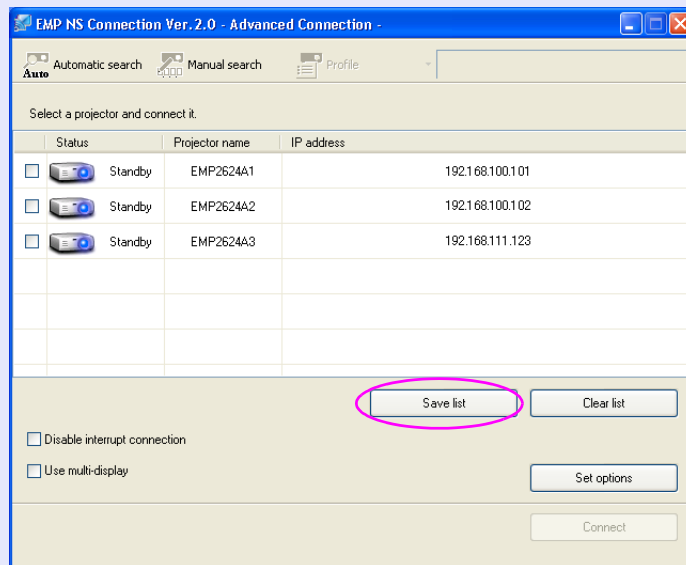 EMP NS Connection Ver.2.0 - Advanced Connection -
Auto Automatic search Manual search Profile
Select a projector and connect it.
Status Projector name IP address
Standby EMP2624A1 192.168.100.101
Standby EMP2624A2 192.168.100.102
Standby EMP2624A3 192.168.111.123
Save list Clear list
Disable interrupt connection
Use multi-display
Set options
Connect